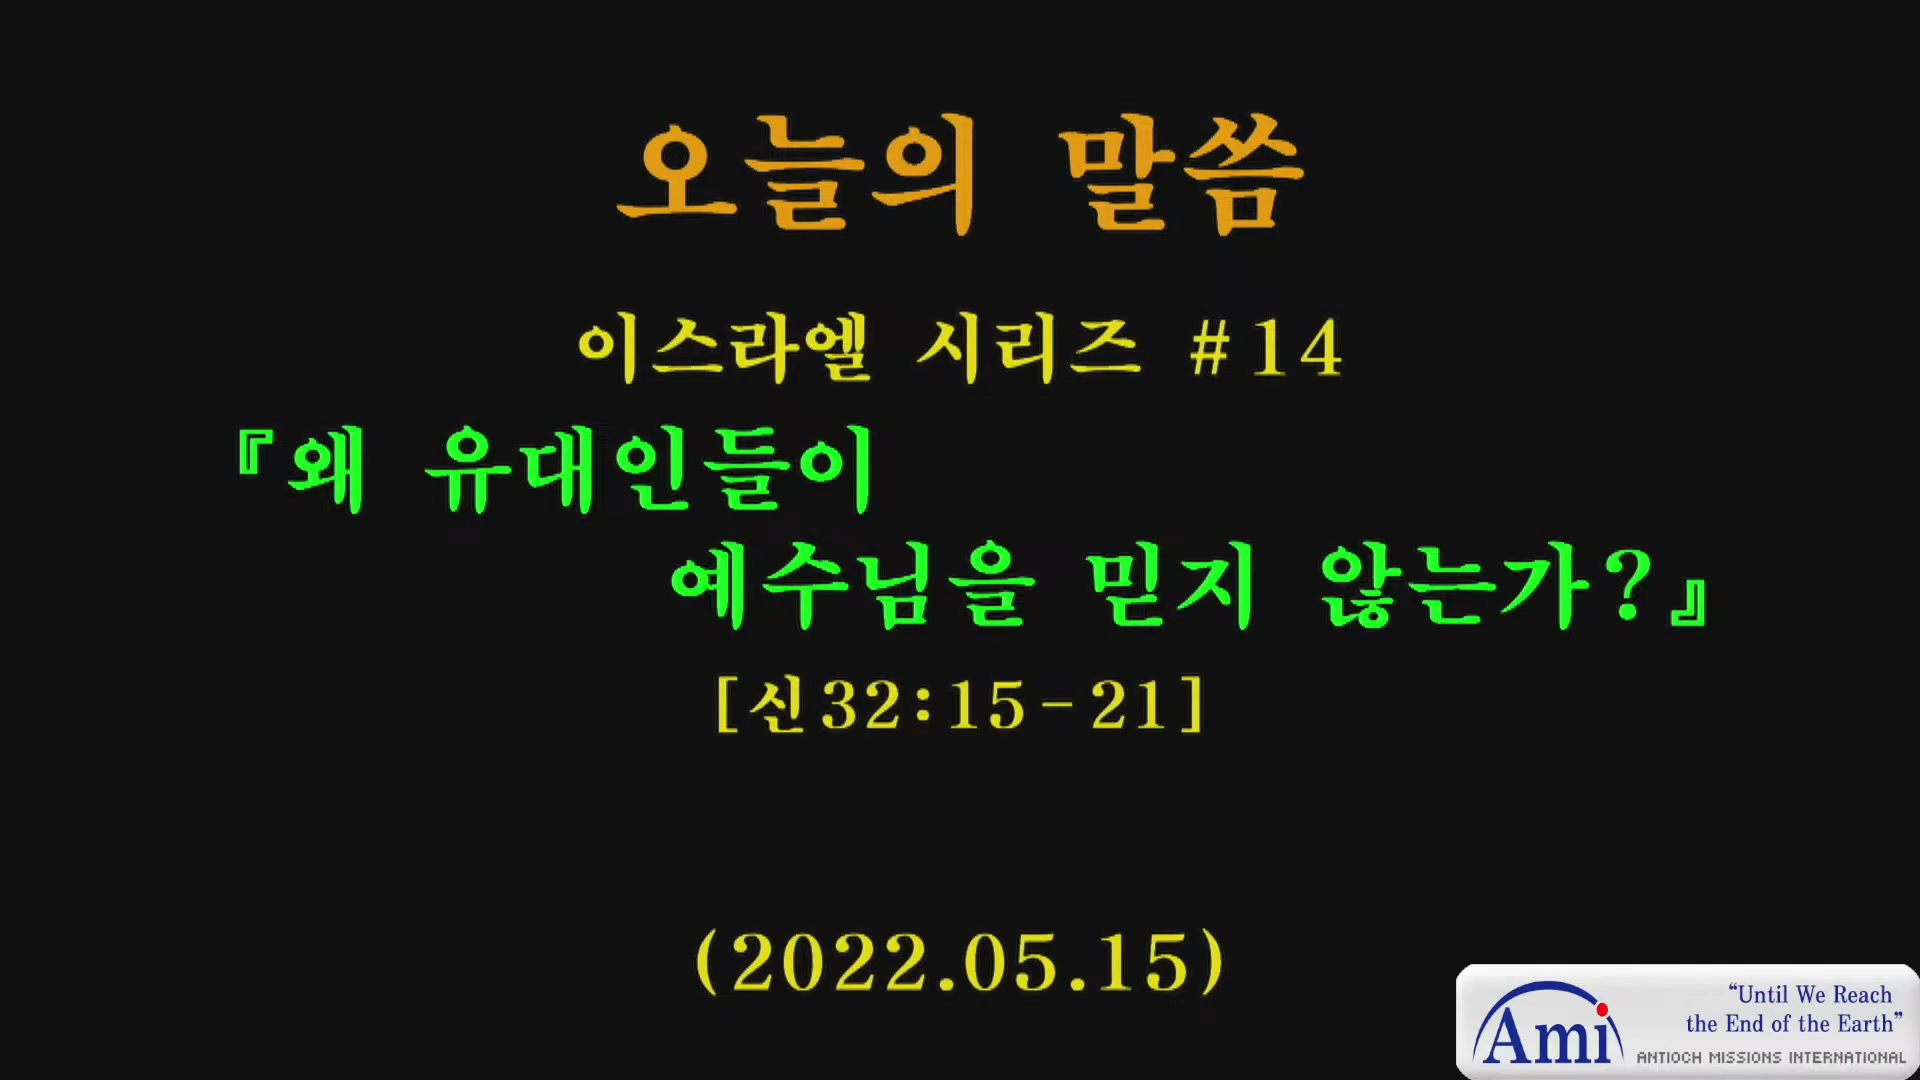 오늘의 말씀
이스라엘 시리즈 #14
『왜 유대인들이
예수님을 믿지 않는가?』
[신32:15-21]
(2022.05.15)
Ami
“Until We Reach
the End of the Earth”
ANTIOCH MISSIONS INTERNATIONAL